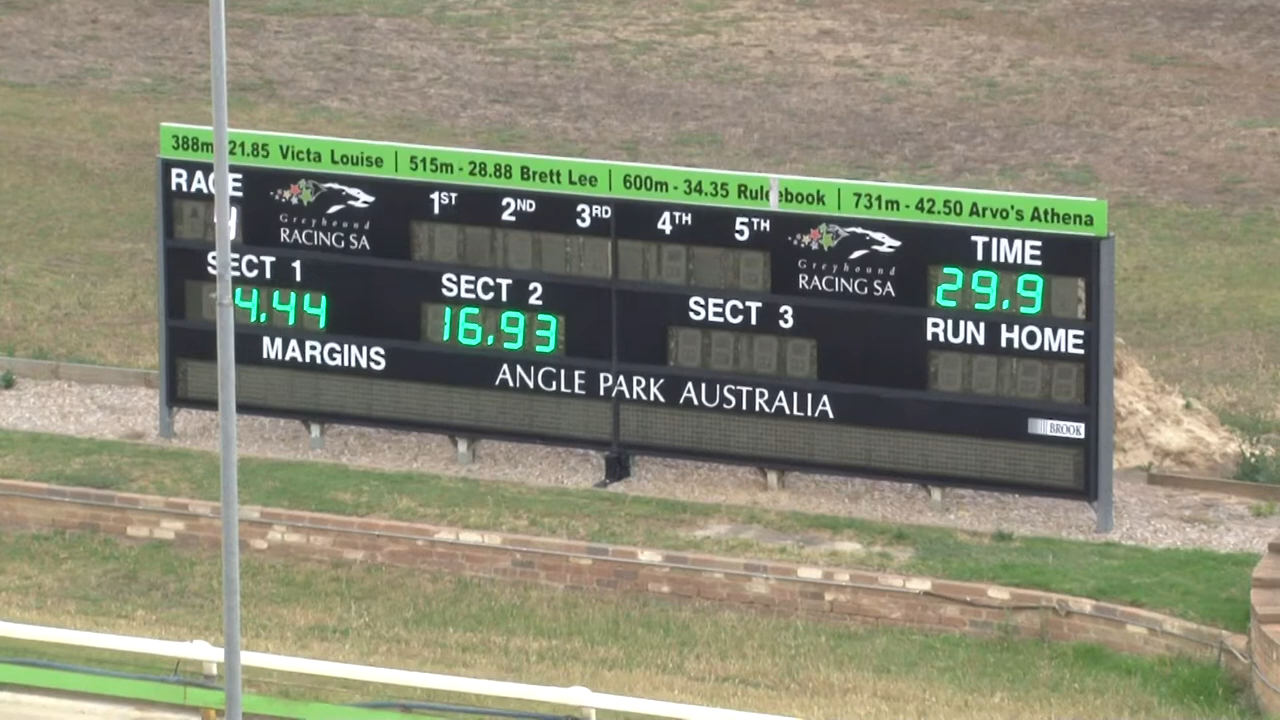 388m - 21.85 Victa Louise | 515m - 28.88 Brett Lee | 600m - 34.35 Rulebook | 731m - 42.50 Arvo's Athena
RACE
4
Greyhound
RACING SA
1ST 2ND 3RD 4TH 5TH
Greyhound
RACING SA
TIME
29.9
SECT 1
4.44
SECT 2
16.93
SECT 3
RUN HOME
MARGINS
ANGLE PARK AUSTRALIA
BROOK